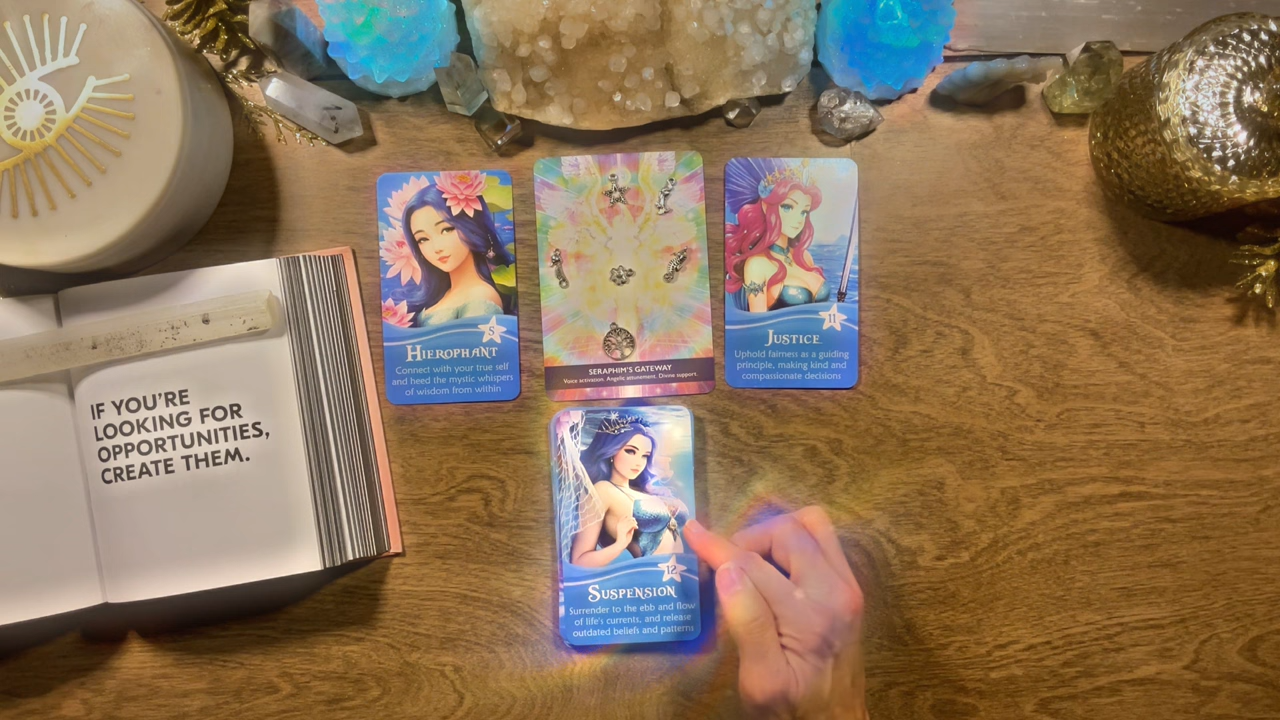 IF YOU'RE
LOOKING FOR
OPPORTUNITIES,
CREATE THEM.
5
HIEROPHANT
Connect with your true self
and heed the mystic whispers
of wisdom from within
SERAPHIM'S GATEWAY
Voice activation. Angelic attunement. Divine support.
11
JUSTICE
Uphold fairness as a guiding
principle, making kind and
compassionate decisions
12
SUSPENSION
Surrender to the ebb and flow
of life's currents, and release
outdated beliefs and patterns